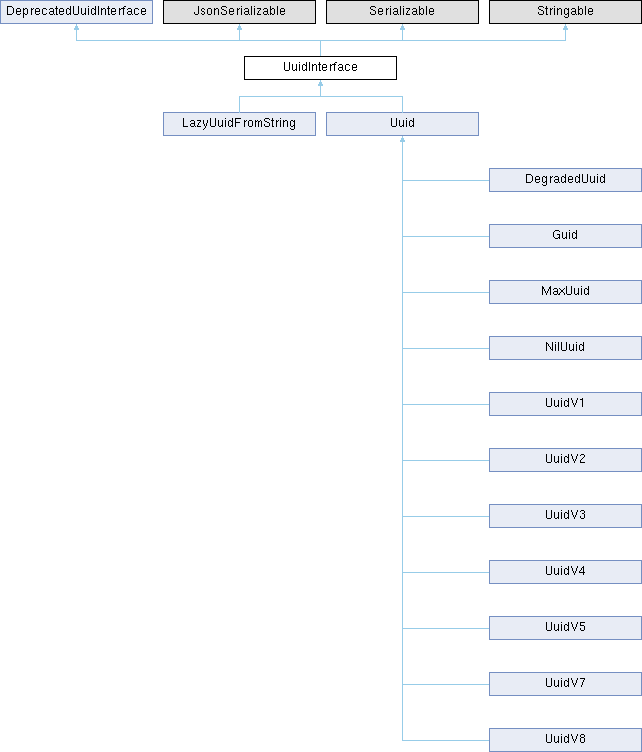 DeprecatedUuidInterface
JsonSerializable
Serializable
Stringable
UuidInterface
LazyUuidFromString
Uuid
DegradedUuid
Guid
MaxUuid
NilUuid
UuidV1
UuidV2
UuidV3
UuidV4
UuidV5
UuidV7
UuidV8